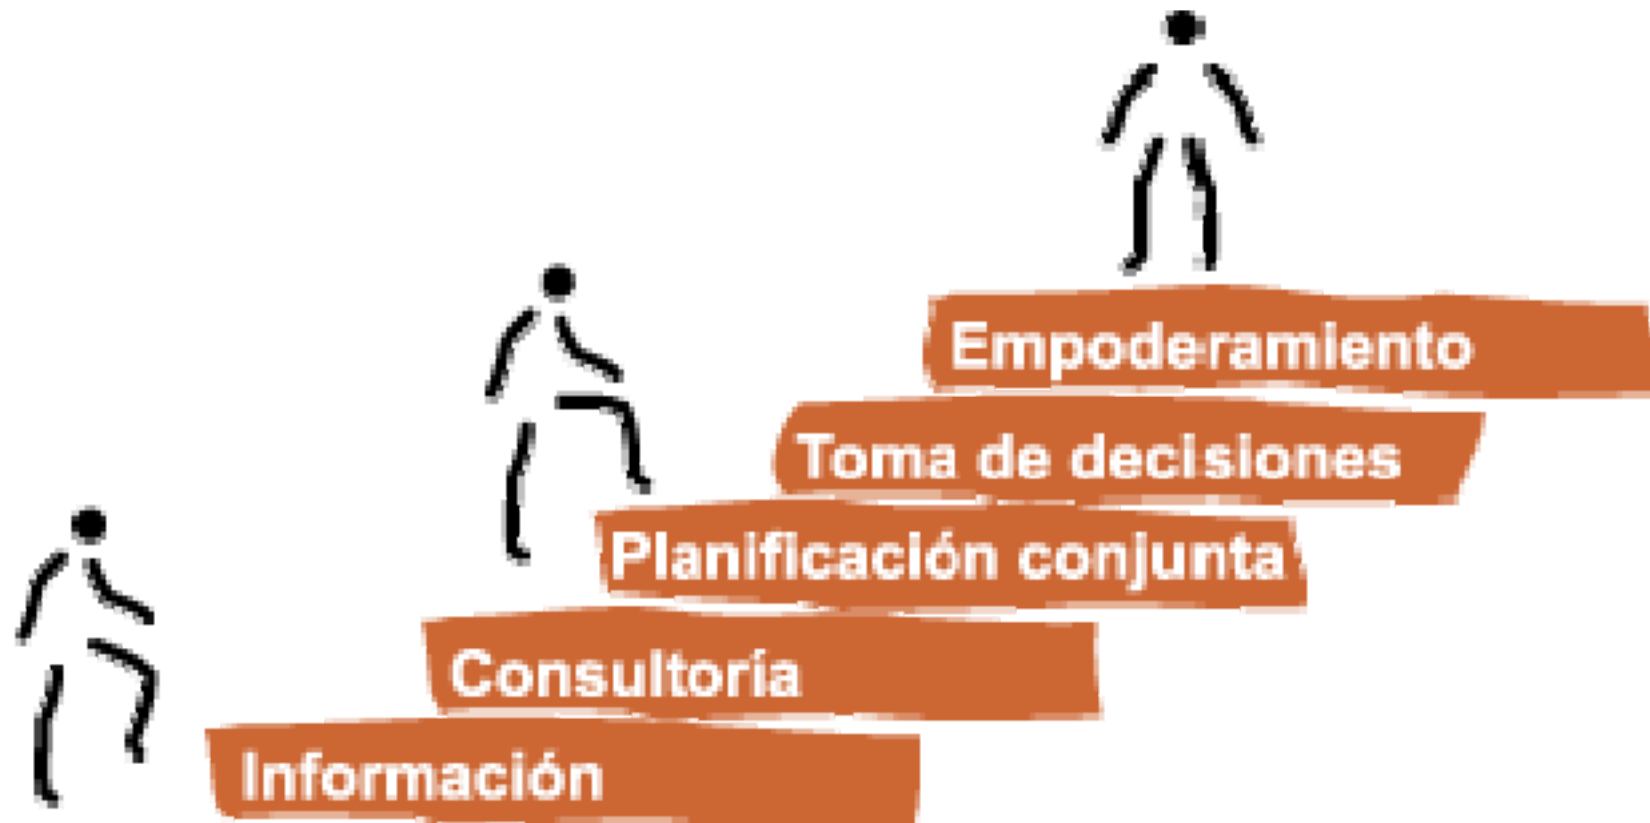 Empoderamiento
Toma de decisiones
Planificación conjunta
Consultoría
Información